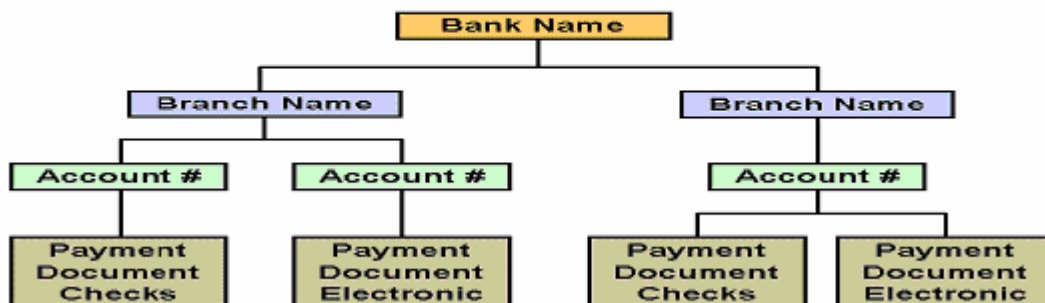 Bank Name
Branch Name
Branch Name
Account #
Account #
Account #
Payment
Document
Checks
Payment
Document
Electronic
Payment
Document
Checks
Payment
Document
Electronic